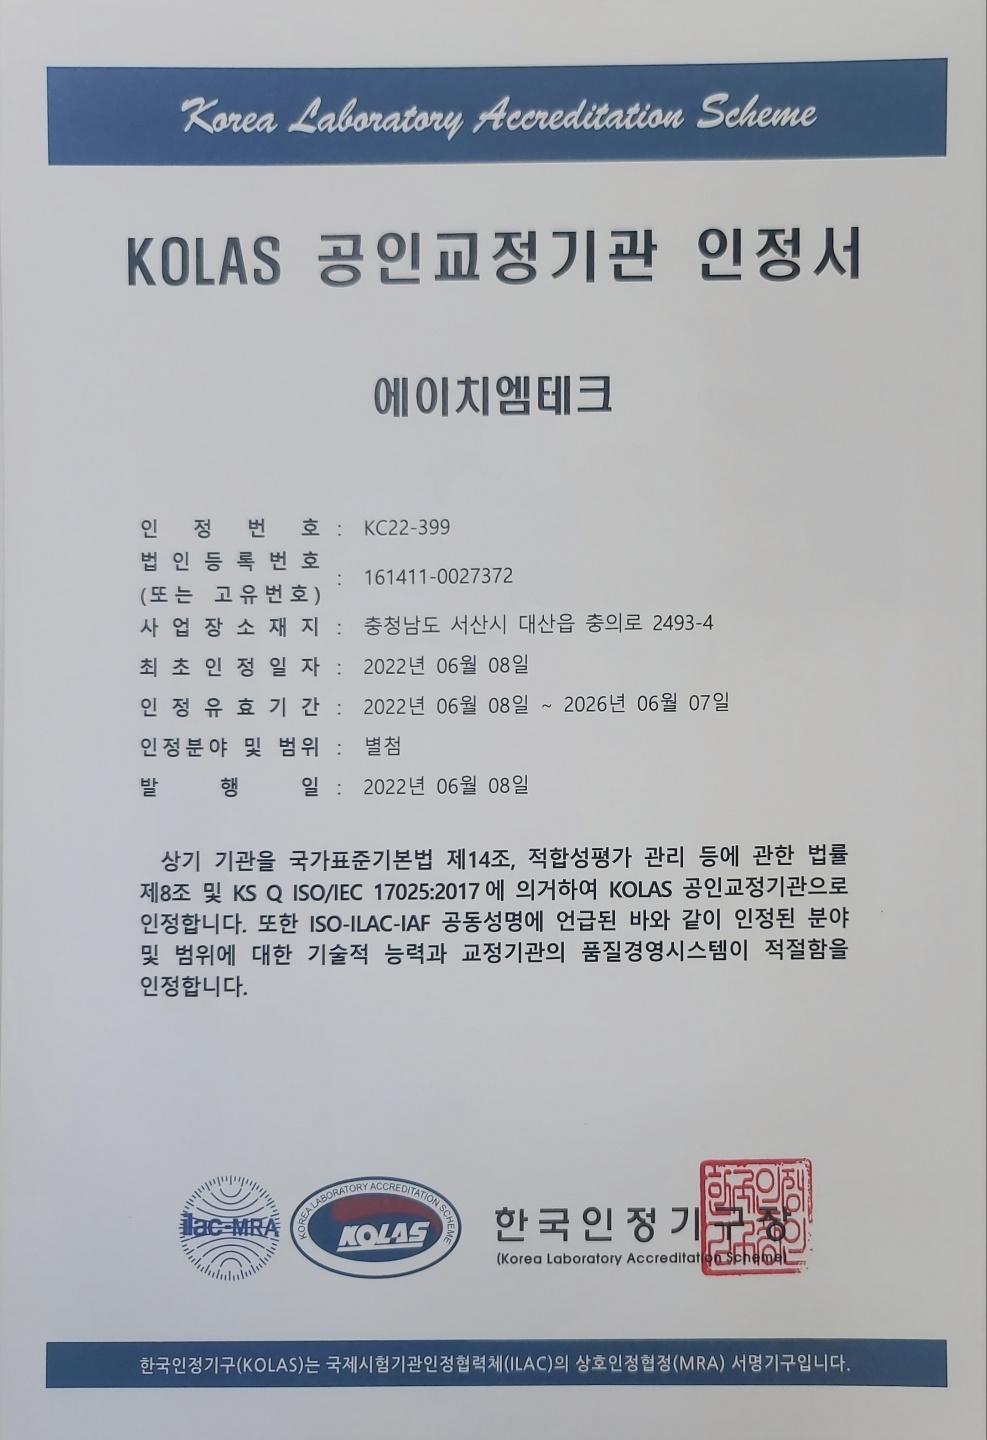 Korea Laboratory Accreditation Scheme
KOLAS 공인교정기관 인정서
에이치엠테크
인 정 번 호 : KC22-399
법인등록번호
(또는 고유번호) : 161411-0027372
사업장소재지 : 충청남도 서산시 대산읍 충의로 2493-4
최초인정일자 : 2022년 06월 08일
인정유효기간 : 2022년 06월 08일 ~ 2026년 06월 07일
인정분야 및 범위 : 별첨
발 행 일 : 2022년 06월 08일
상기 기관을 국가표준기본법 제14조, 적합성평가 관리 등에 관한 법률
제8조 및 KS Q ISO/IEC 17025:2017에 의거하여 KOLAS 공인교정기관으로
인정합니다. 또한 ISO-ILAC-IAF 공동성명에 언급된 바와 같이 인정된 분야
및 범위에 대한 기술적 능력과 교정기관의 품질경영시스템이 적절함을
인정합니다.
ilac-MRA
KOREA LABORATORY ACCREDITATION SCHEME
KOLAS
한국인정기구장
(Korea Laboratory Accreditation Scheme)
한국인정기구(KOLAS)는 국제시험기관인정협력체(ILAC)의 상호인정협정(MRA) 서명기구입니다.